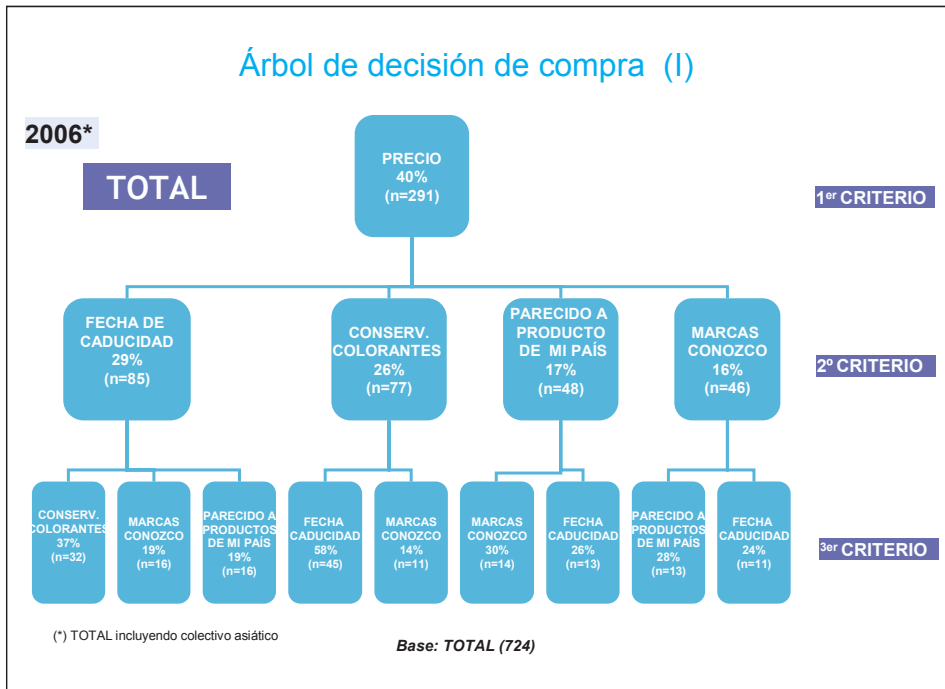 Árbol de decisión de compra (I)
2006*
TOTAL
PRECIO
40%
(n=291)
1er CRITERIO
FECHA DE
CADUCIDAD
29%
(n=85)
CONSERV.
COLORANTES
26%
(n=77)
PARECIDO A
PRODUCTO
DE MI PAÍS
17%
(n=48)
MARCAS
CONOZCO
16%
(n=46)
2º CRITERIO
CONSERV.
COLORANTES
37%
(n=32)
MARCAS
CONOZCO
19%
(n=16)
PARECIDO A
PRODUCTOS
DE MI PAÍS
19%
(n=16)
FECHA
CADUCIDAD
58%
(n=45)
MARCAS
CONOZCO
14%
(n=11)
MARCAS
CONOZCO
30%
(n=14)
FECHA
CADUCIDAD
26%
(n=13)
PARECIDO A
PRODUCTOS
DE MI PAÍS
28%
(n=13)
FECHA
CADUCIDAD
24%
(n=11)
3er CRITERIO
(*) TOTAL incluyendo colectivo asiático
Base: TOTAL (724)